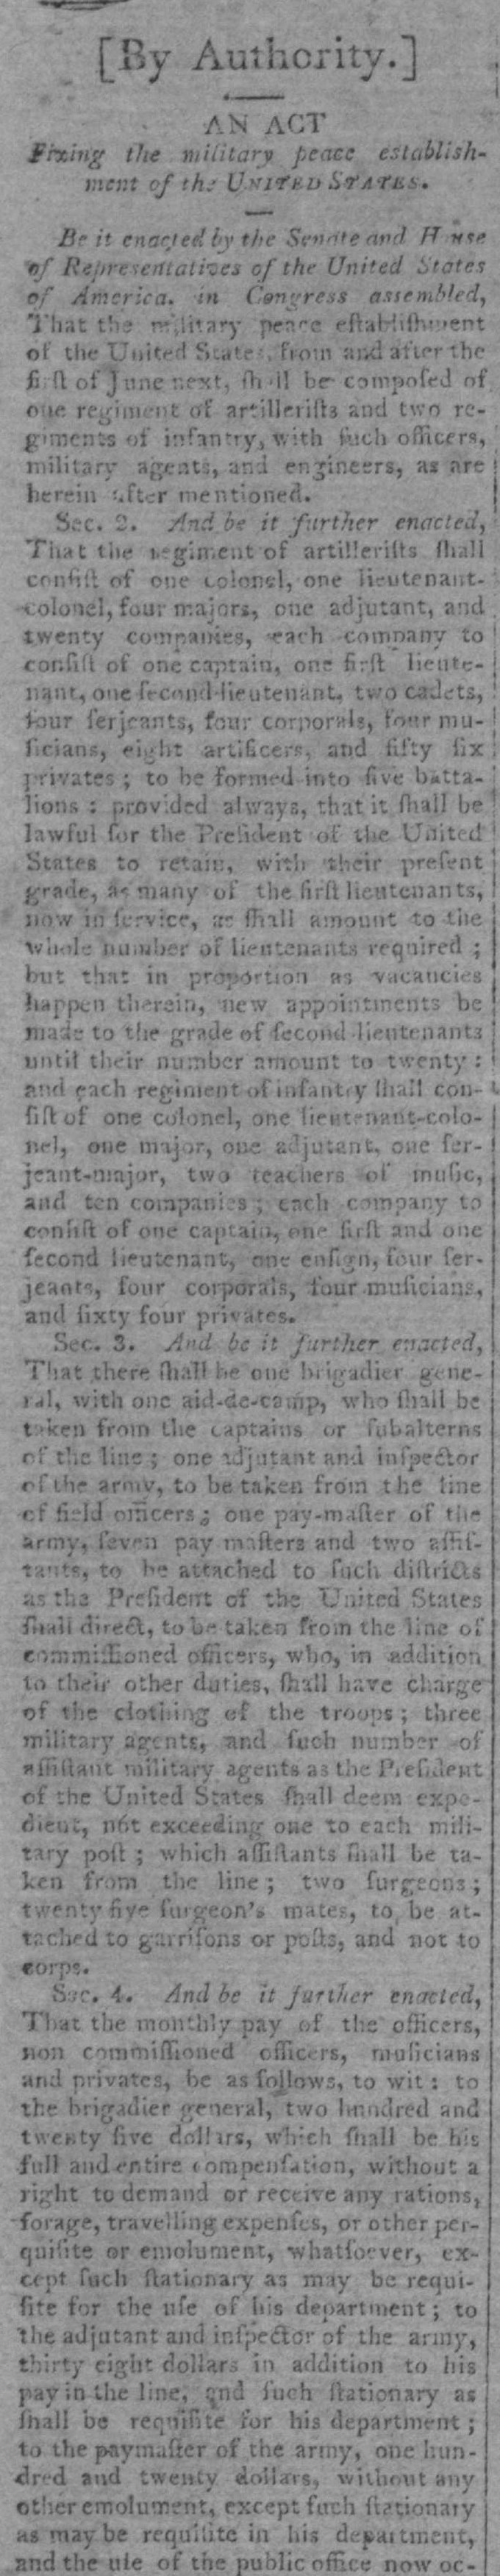 [By Authority.]
AN ACT
Fixing the military peace establish-
ment of the UNITED STATES.
Be it enacted by the Senate and House
of Representatives of the United States
of America. in Congress assembled,
That the military peace eſtabliſhment
of the United States, from and after the
firſt of June next, ſhall be compoſed of
one regiment of artilleriſts and two re-
giments of infantry, with ſuch officers,
military agents, and engineers, as are
herein after mentioned.
Sec. 2. And be it further enacted,
That the regiment of artilleriſts ſhall
conſiſt of one colonel, one lieutenant-
colonel, four majors, one adjutant, and
twenty companies, each company to
conſiſt of one captain, one firſt lieute-
nant, one ſecond lieutenant, two cadets,
four ſerjeants, four corporals, four mu-
ſicians, eight artificers, and fifty ſix
privates ; to be formed into five batta-
lions : provided always, that it ſhall be
lawful for the Preſident of the United
States to retain, with their preſent
grade, as many of the firſt lieutenants,
now in ſervice, as ſhall amount to the
whole number of lieutenants required ;
but that in proportion as vacancies
happen therein, new appointments be
made to the grade of ſecond lieutenants
until their number amount to twenty :
and each regiment of infantry ſhall con-
ſiſt of one colonel, one lieutenant-colo-
nel, one major, one adjutant, one ſer-
jeant-major, two teachers of muſic,
and ten companies ; each company to
conſiſt of one captain, one firſt and one
ſecond lieutenant, one enſign, four ſer-
jeants, four corporals, four muſicians,
and ſixty four privates.
Sec. 3. And be it further enacted,
That there ſhall be one brigadier gene-
ral, with one aid-de-camp, who ſhall be
taken from the captains or ſubalterns
of the line ; one adjutant and inſpector
of the army, to be taken from the line
of field officers ; one pay-maſter of the
army, ſeven pay maſters and two aſſiſ-
tants, to be attached to ſuch diſtricts
as the Preſident of the United States
ſhall direct, to be taken from the line of
commiſſioned officers, who, in addition
to their other duties, ſhall have charge
of the clothing of the troops ; three
military agents, and ſuch number of
aſſiſtant military agents as the Preſident
of the United States ſhall deem expe-
dient, not exceeding one to each mili-
tary poſt ; which aſſiſtants ſhall be ta-
ken from the line ; two ſurgeons ;
twenty five ſurgeon's mates, to be at-
tached to garriſons or poſts, and not to
corps.
Sec. 4. And be it further enacted,
That the monthly pay of the officers,
non commiſſioned officers, muſicians
and privates, be as follows, to wit : to
the brigadier general, two hundred and
twenty five dollars, which ſhall be his
full and entire compenſation, without a
right to demand or receive any rations,
forage, travelling expenſes, or other per-
quiſite or emolument, whatſoever, ex-
cept ſuch ſtationary as may be requi-
ſite for the uſe of his department ; to
the adjutant and inſpector of the army,
thirty eight dollars in addition to his
pay in the line, and ſuch ſtationary as
ſhall be requiſite for his department ;
to the paymaſter of the army, one hun-
dred and twenty dollars, without any
other emolument, except ſuch ſtationary
as may be requiſite in his department,
and the uſe of the public office now oc-